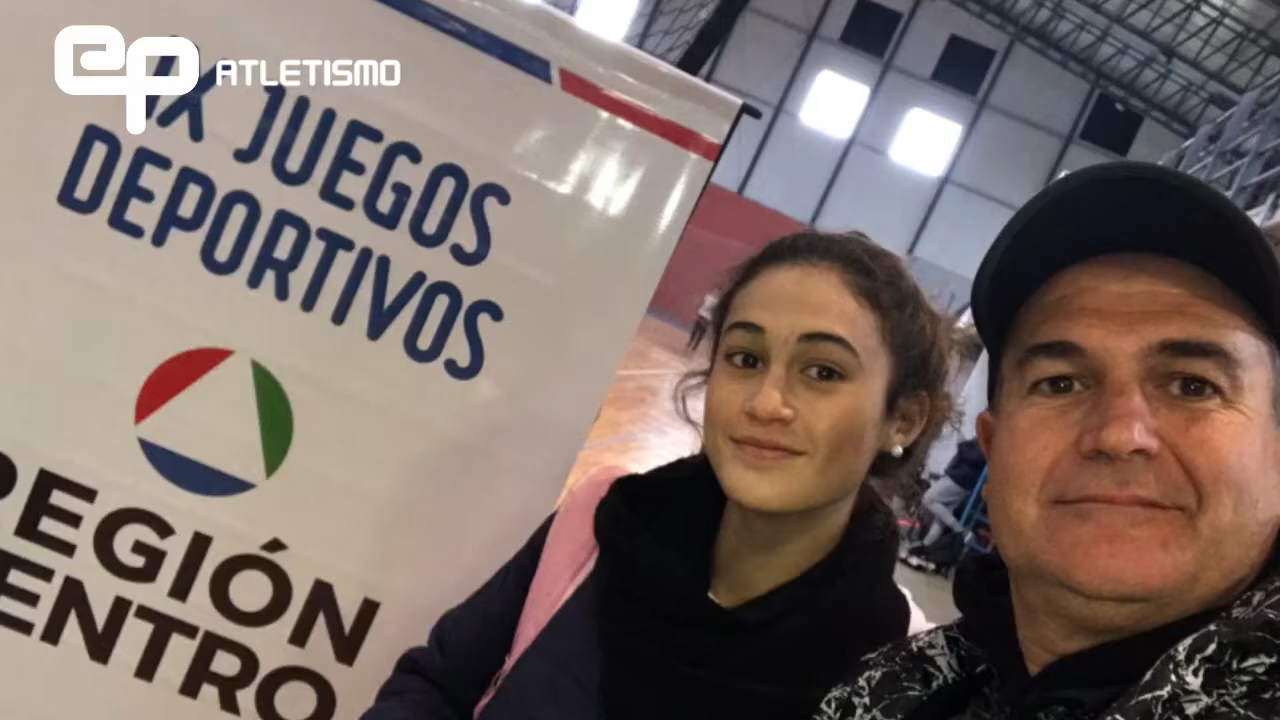 ep ATLETISMO
IX JUEGOS
DEPORTIVOS
REGIÓN
CENTRO